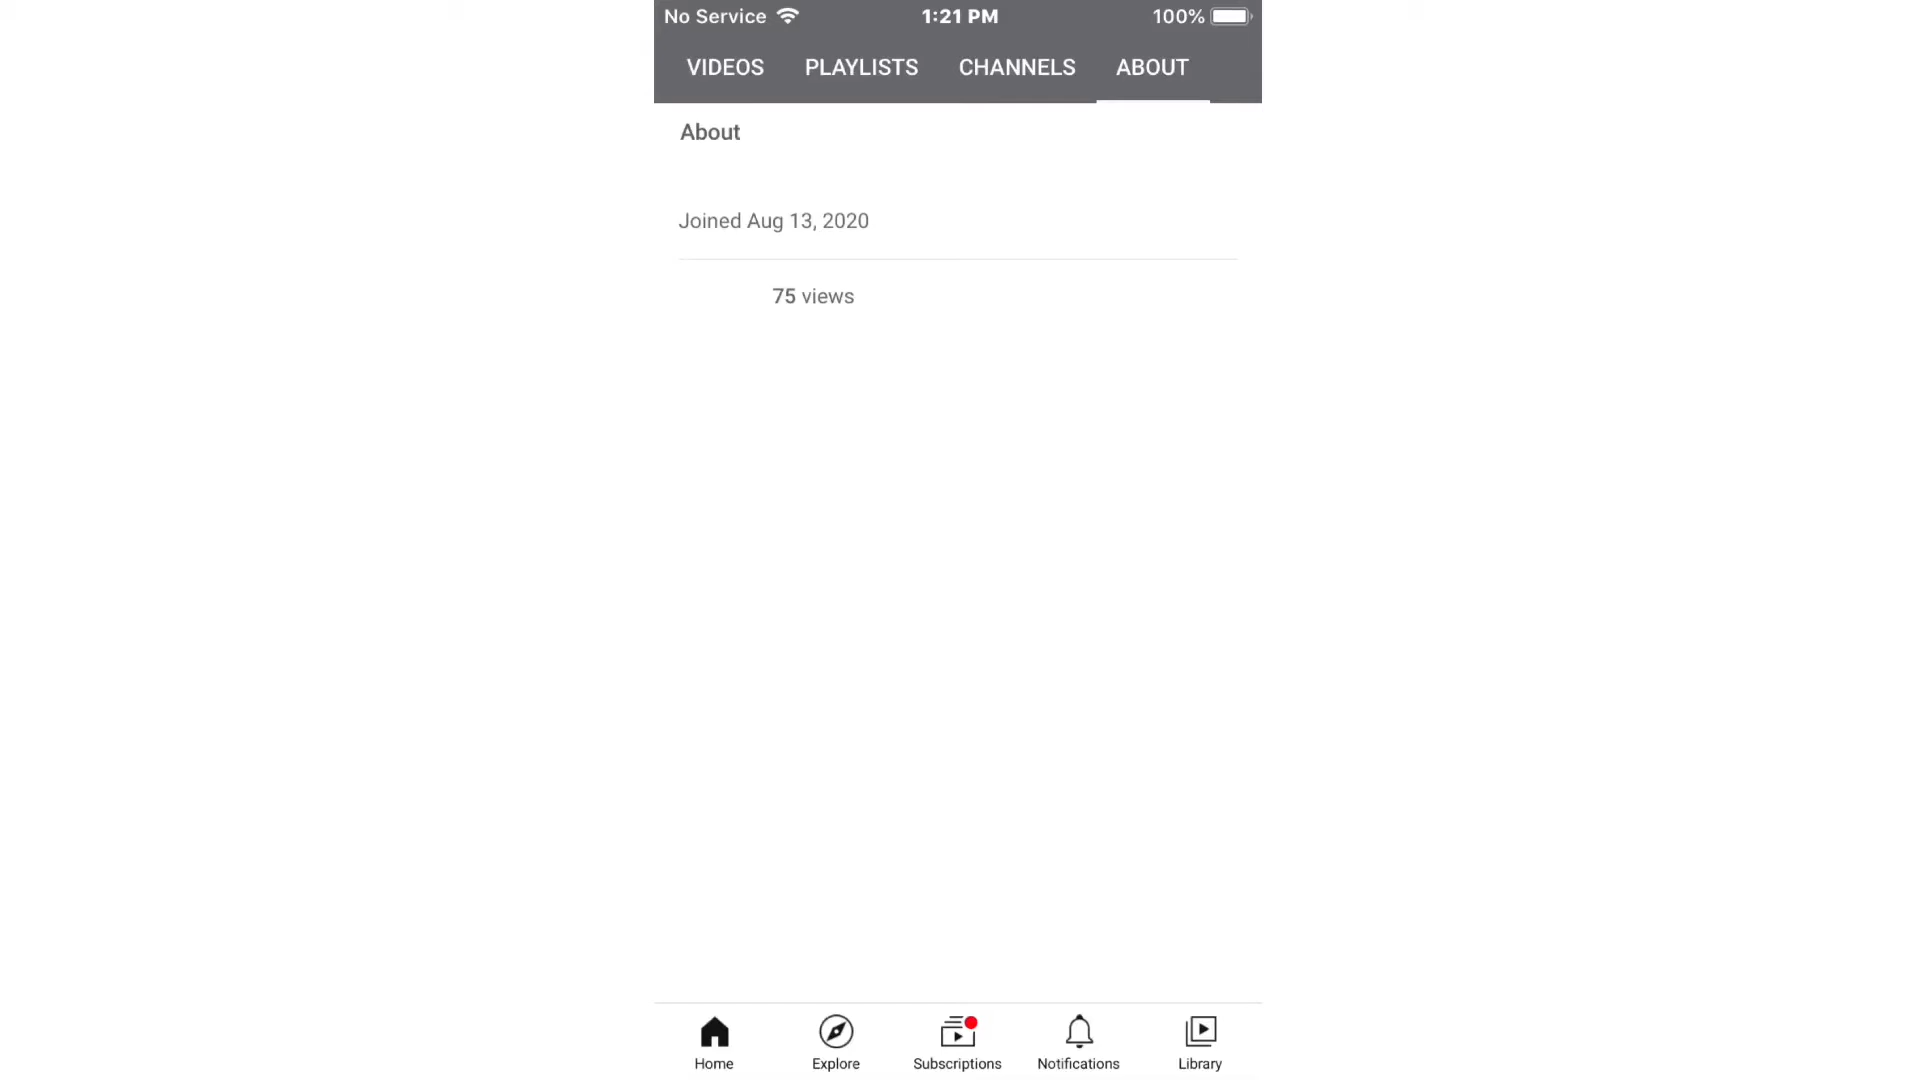 No Service 1:21 PM 100%
VIDEOS PLAYLISTS CHANNELS ABOUT
About
Joined Aug 13, 2020
75 views
Home Explore Subscriptions Notifications Library